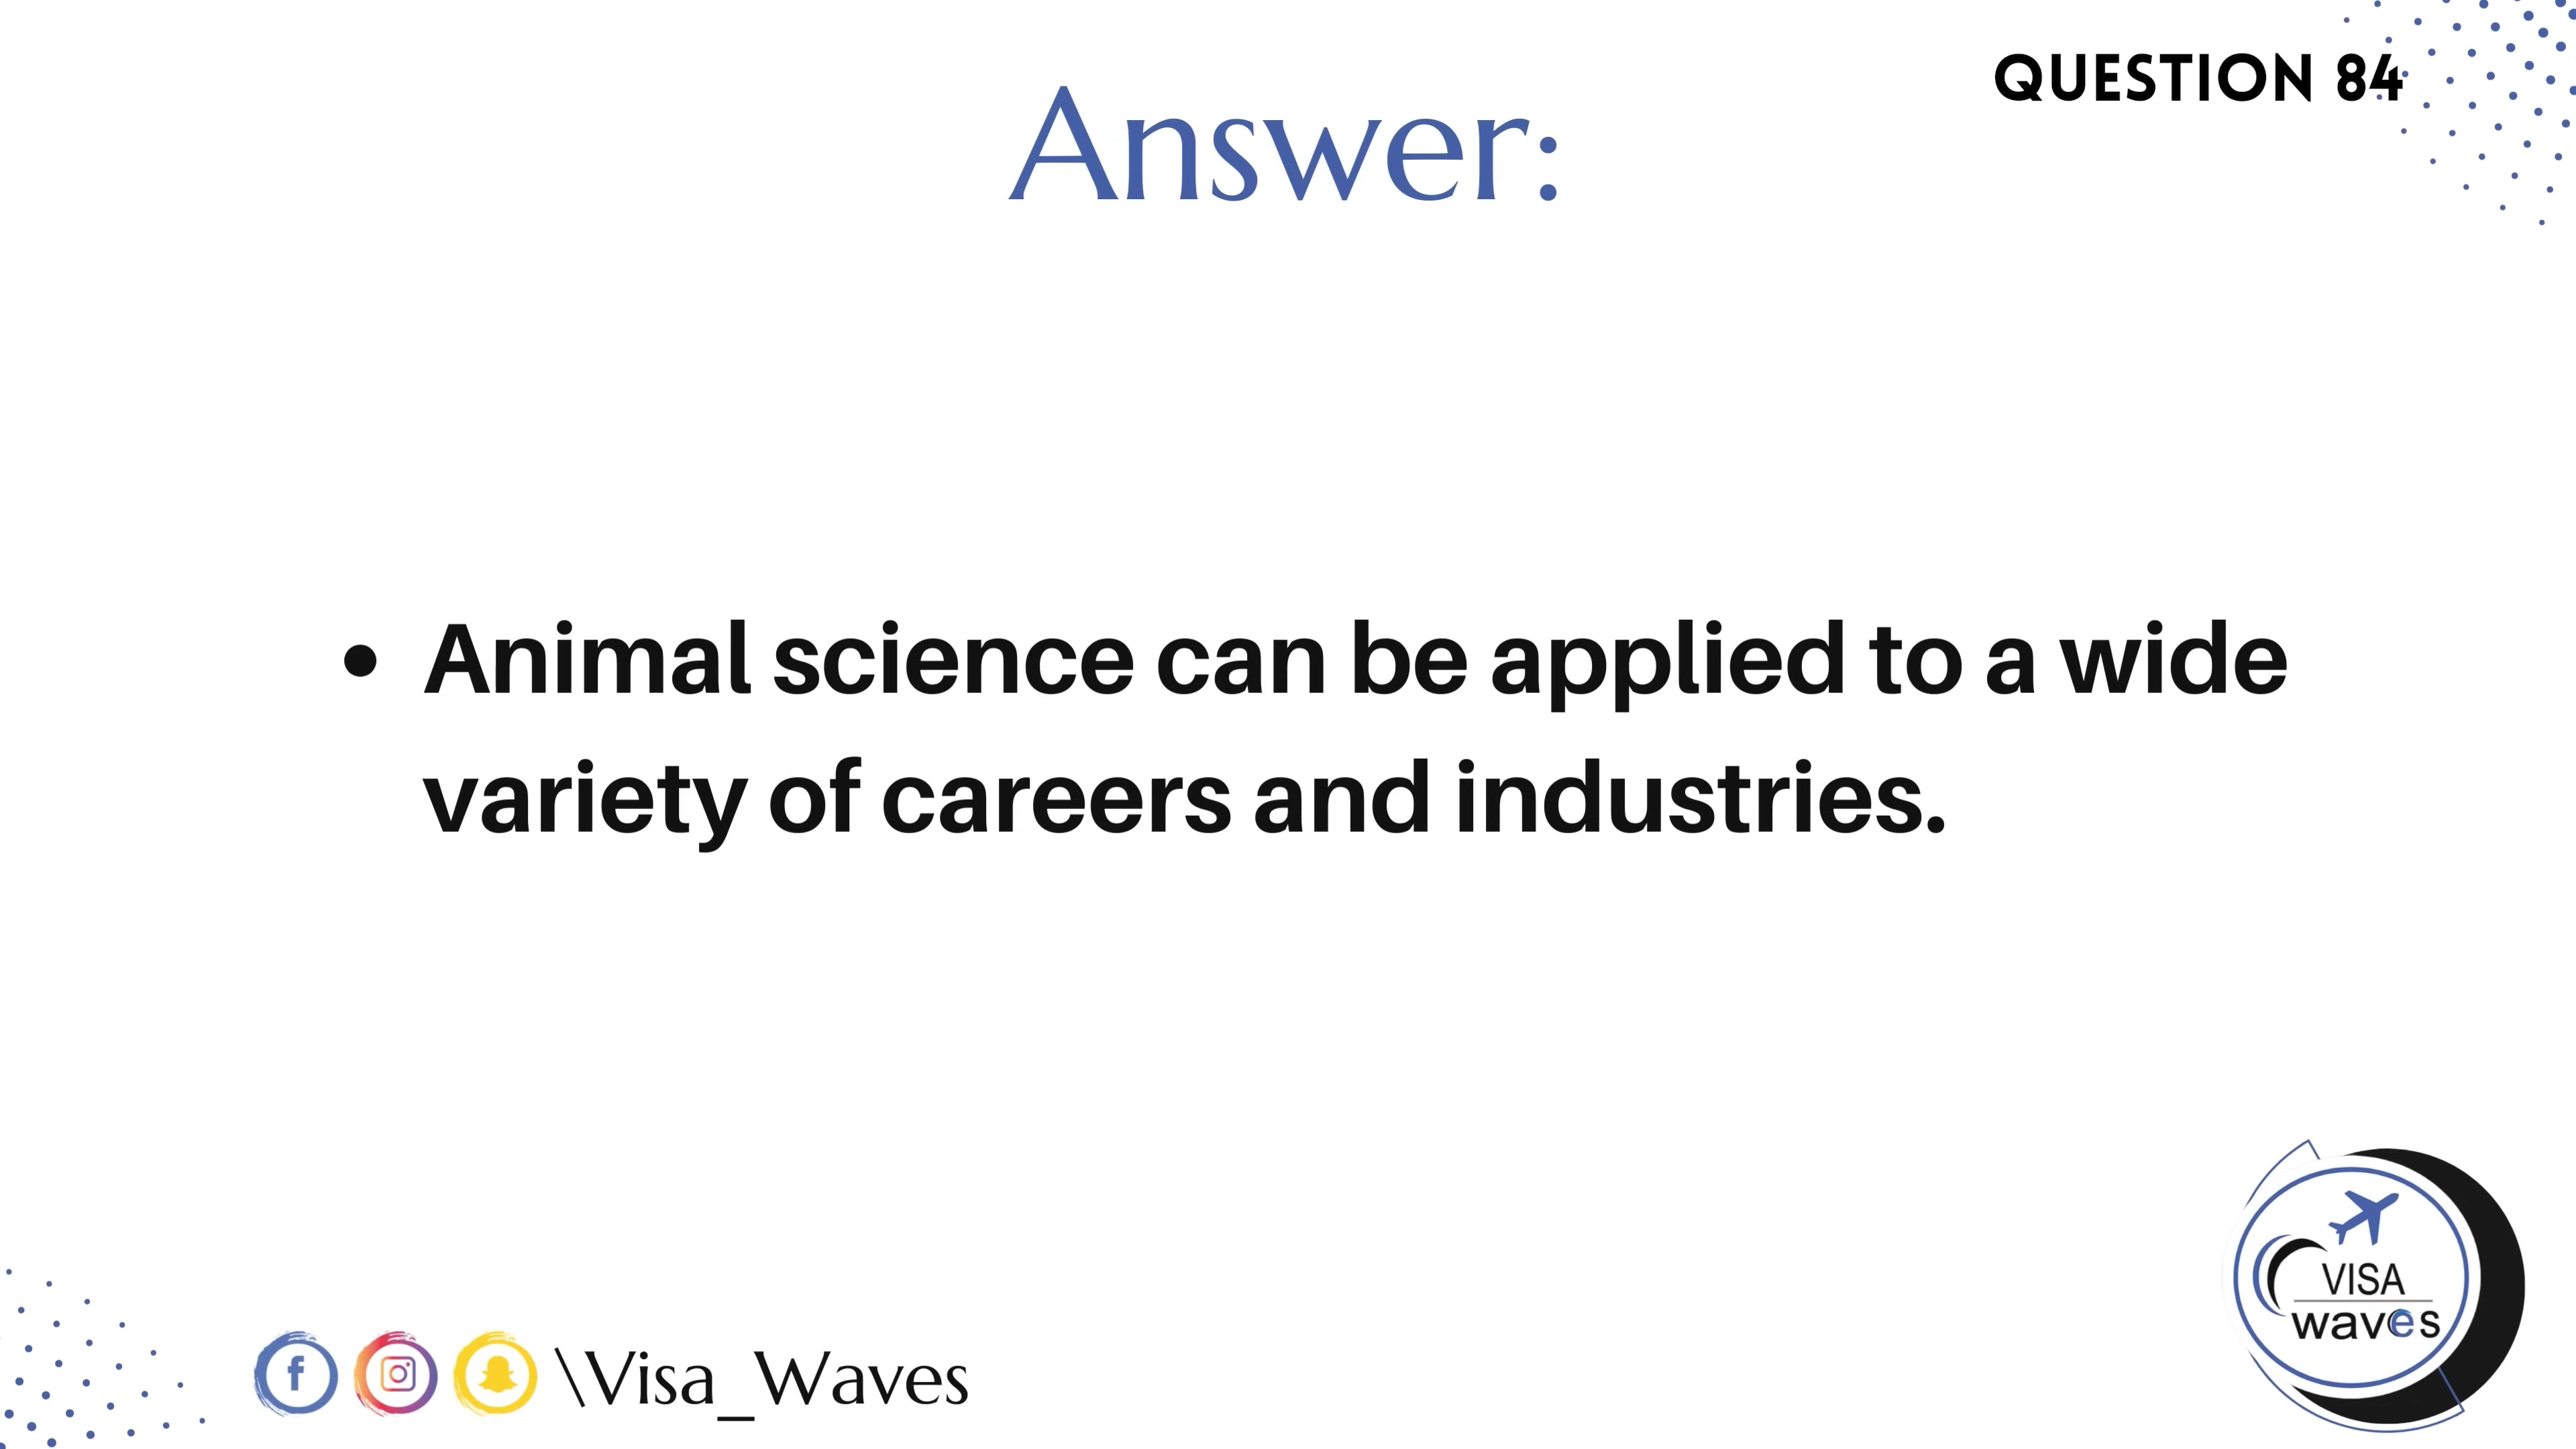 QUESTION 84
Answer:
• Animal science can be applied to a wide
variety of careers and industries.
\Visa_Waves
VISA
waves